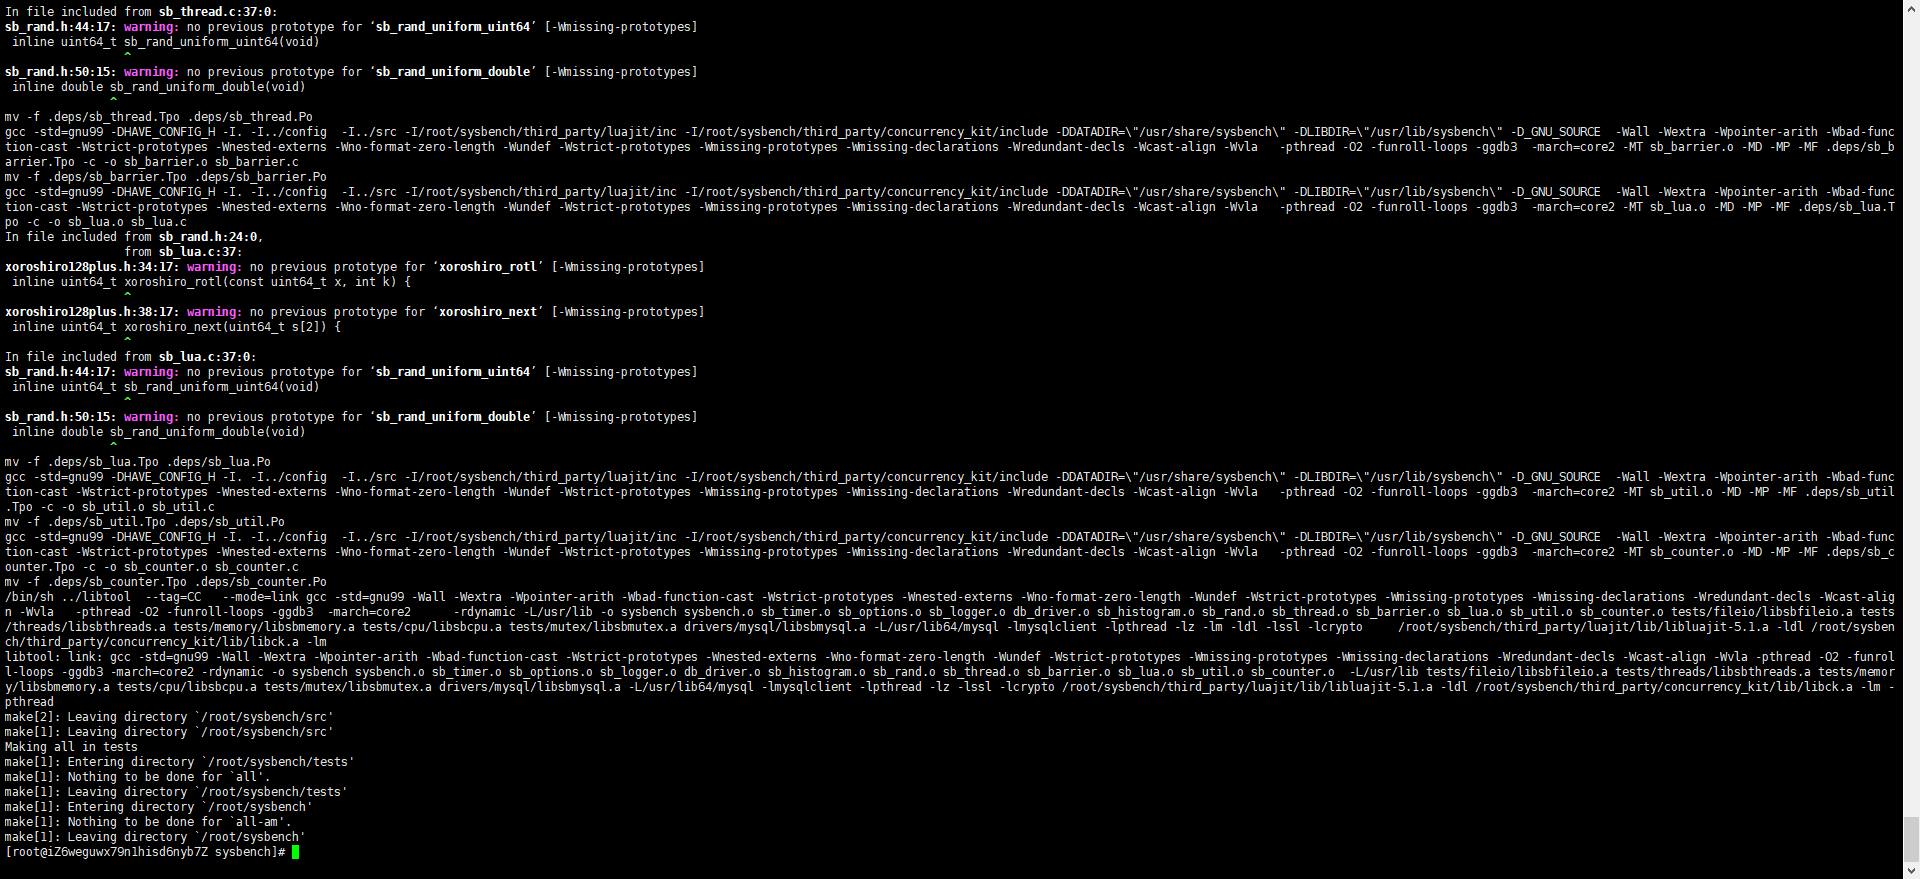 In file included from sb_thread.c:37:0:
sb_rand.h:44:17: warning: no previous prototype for ‘sb_rand_uniform_uint64’ [-Wmissing-prototypes]
 inline uint64_t sb_rand_uniform_uint64(void)
                 ^
sb_rand.h:50:15: warning: no previous prototype for ‘sb_rand_uniform_double’ [-Wmissing-prototypes]
 inline double sb_rand_uniform_double(void)
               ^
mv -f .deps/sb_thread.Tpo .deps/sb_thread.Po
gcc -std=gnu99 -DHAVE_CONFIG_H -I. -I../config  -I../src -I/root/sysbench/third_party/luajit/inc -I/root/sysbench/third_party/concurrency_kit/include -DDATADIR=\"/usr/share/sysbench\" -DLIBDIR=\"/usr/lib/sysbench\" -D_GNU_SOURCE  -Wall -Wextra -Wpointer-arith -Wbad-func
tion-cast -Wstrict-prototypes -Wnested-externs -Wno-format-zero-length -Wundef -Wstrict-prototypes -Wmissing-prototypes -Wmissing-declarations -Wredundant-decls -Wcast-align -Wvla   -pthread -O2 -funroll-loops -ggdb3  -march=core2 -MT sb_barrier.o -MD -MP -MF .deps/sb_b
arrier.Tpo -c -o sb_barrier.o sb_barrier.c
mv -f .deps/sb_barrier.Tpo .deps/sb_barrier.Po
gcc -std=gnu99 -DHAVE_CONFIG_H -I. -I../config  -I../src -I/root/sysbench/third_party/luajit/inc -I/root/sysbench/third_party/concurrency_kit/include -DDATADIR=\"/usr/share/sysbench\" -DLIBDIR=\"/usr/lib/sysbench\" -D_GNU_SOURCE  -Wall -Wextra -Wpointer-arith -Wbad-func
tion-cast -Wstrict-prototypes -Wnested-externs -Wno-format-zero-length -Wundef -Wstrict-prototypes -Wmissing-prototypes -Wmissing-declarations -Wredundant-decls -Wcast-align -Wvla   -pthread -O2 -funroll-loops -ggdb3  -march=core2 -MT sb_lua.o -MD -MP -MF .deps/sb_lua.T
po -c -o sb_lua.o sb_lua.c
In file included from sb_rand.h:24:0,
                 from sb_lua.c:37:
xoroshiro128plus.h:34:17: warning: no previous prototype for ‘xoroshiro_rotl’ [-Wmissing-prototypes]
 inline uint64_t xoroshiro_rotl(const uint64_t x, int k) {
                 ^
xoroshiro128plus.h:38:17: warning: no previous prototype for ‘xoroshiro_next’ [-Wmissing-prototypes]
 inline uint64_t xoroshiro_next(uint64_t s[2]) {
                 ^
In file included from sb_lua.c:37:0:
sb_rand.h:44:17: warning: no previous prototype for ‘sb_rand_uniform_uint64’ [-Wmissing-prototypes]
 inline uint64_t sb_rand_uniform_uint64(void)
                 ^
sb_rand.h:50:15: warning: no previous prototype for ‘sb_rand_uniform_double’ [-Wmissing-prototypes]
 inline double sb_rand_uniform_double(void)
               ^
mv -f .deps/sb_lua.Tpo .deps/sb_lua.Po
gcc -std=gnu99 -DHAVE_CONFIG_H -I. -I../config  -I../src -I/root/sysbench/third_party/luajit/inc -I/root/sysbench/third_party/concurrency_kit/include -DDATADIR=\"/usr/share/sysbench\" -DLIBDIR=\"/usr/lib/sysbench\" -D_GNU_SOURCE  -Wall -Wextra -Wpointer-arith -Wbad-func
tion-cast -Wstrict-prototypes -Wnested-externs -Wno-format-zero-length -Wundef -Wstrict-prototypes -Wmissing-prototypes -Wmissing-declarations -Wredundant-decls -Wcast-align -Wvla   -pthread -O2 -funroll-loops -ggdb3  -march=core2 -MT sb_util.o -MD -MP -MF .deps/sb_util
.Tpo -c -o sb_util.o sb_util.c
mv -f .deps/sb_util.Tpo .deps/sb_util.Po
gcc -std=gnu99 -DHAVE_CONFIG_H -I. -I../config  -I../src -I/root/sysbench/third_party/luajit/inc -I/root/sysbench/third_party/concurrency_kit/include -DDATADIR=\"/usr/share/sysbench\" -DLIBDIR=\"/usr/lib/sysbench\" -D_GNU_SOURCE  -Wall -Wextra -Wpointer-arith -Wbad-func
tion-cast -Wstrict-prototypes -Wnested-externs -Wno-format-zero-length -Wundef -Wstrict-prototypes -Wmissing-prototypes -Wmissing-declarations -Wredundant-decls -Wcast-align -Wvla   -pthread -O2 -funroll-loops -ggdb3  -march=core2 -MT sb_counter.o -MD -MP -MF .deps/sb_c
ounter.Tpo -c -o sb_counter.o sb_counter.c
mv -f .deps/sb_counter.Tpo .deps/sb_counter.Po
/bin/sh ../libtool  --tag=CC   --mode=link gcc -std=gnu99 -Wall -Wextra -Wpointer-arith -Wbad-function-cast -Wstrict-prototypes -Wnested-externs -Wno-format-zero-length -Wundef -Wstrict-prototypes -Wmissing-prototypes -Wmissing-declarations -Wredundant-decls -Wcast-alig
n -Wvla   -pthread -O2 -funroll-loops -ggdb3  -march=core2      -rdynamic -L/usr/lib -o sysbench sysbench.o sb_timer.o sb_options.o sb_logger.o db_driver.o sb_histogram.o sb_rand.o sb_thread.o sb_barrier.o sb_lua.o sb_util.o sb_counter.o tests/fileio/libsbfileio.a tests
/threads/libsbthreads.a tests/memory/libsbmemory.a tests/cpu/libsbcpu.a tests/mutex/libsbmutex.a drivers/mysql/libsbmysql.a -L/usr/lib64/mysql -lmysqlclient -lpthread -lz -lm -ldl -lssl -lcrypto     /root/sysbench/third_party/luajit/lib/libluajit-5.1.a -ldl /root/sysben
ch/third_party/concurrency_kit/lib/libck.a -lm
libtool: link: gcc -std=gnu99 -Wall -Wextra -Wpointer-arith -Wbad-function-cast -Wstrict-prototypes -Wnested-externs -Wno-format-zero-length -Wundef -Wstrict-prototypes -Wmissing-prototypes -Wmissing-declarations -Wredundant-decls -Wcast-align -Wvla -pthread -O2 -funrol
l-loops -ggdb3 -march=core2 -rdynamic -o sysbench sysbench.o sb_timer.o sb_options.o sb_logger.o db_driver.o sb_histogram.o sb_rand.o sb_thread.o sb_barrier.o sb_lua.o sb_util.o sb_counter.o  -L/usr/lib tests/fileio/libsbfileio.a tests/threads/libsbthreads.a tests/memor
y/libsbmemory.a tests/cpu/libsbcpu.a tests/mutex/libsbmutex.a drivers/mysql/libsbmysql.a -L/usr/lib64/mysql -lmysqlclient -lpthread -lz -lssl -lcrypto /root/sysbench/third_party/luajit/lib/libluajit-5.1.a -ldl /root/sysbench/third_party/concurrency_kit/lib/libck.a -lm -
pthread
make[2]: Leaving directory `/root/sysbench/src'
make[1]: Leaving directory `/root/sysbench/src'
Making all in tests
make[1]: Entering directory `/root/sysbench/tests'
make[1]: Nothing to be done for `all'.
make[1]: Leaving directory `/root/sysbench/tests'
make[1]: Entering directory `/root/sysbench'
make[1]: Nothing to be done for `all-am'.
make[1]: Leaving directory `/root/sysbench'
[root@iZ6weguwx79n1hisd6nyb7Z sysbench]#